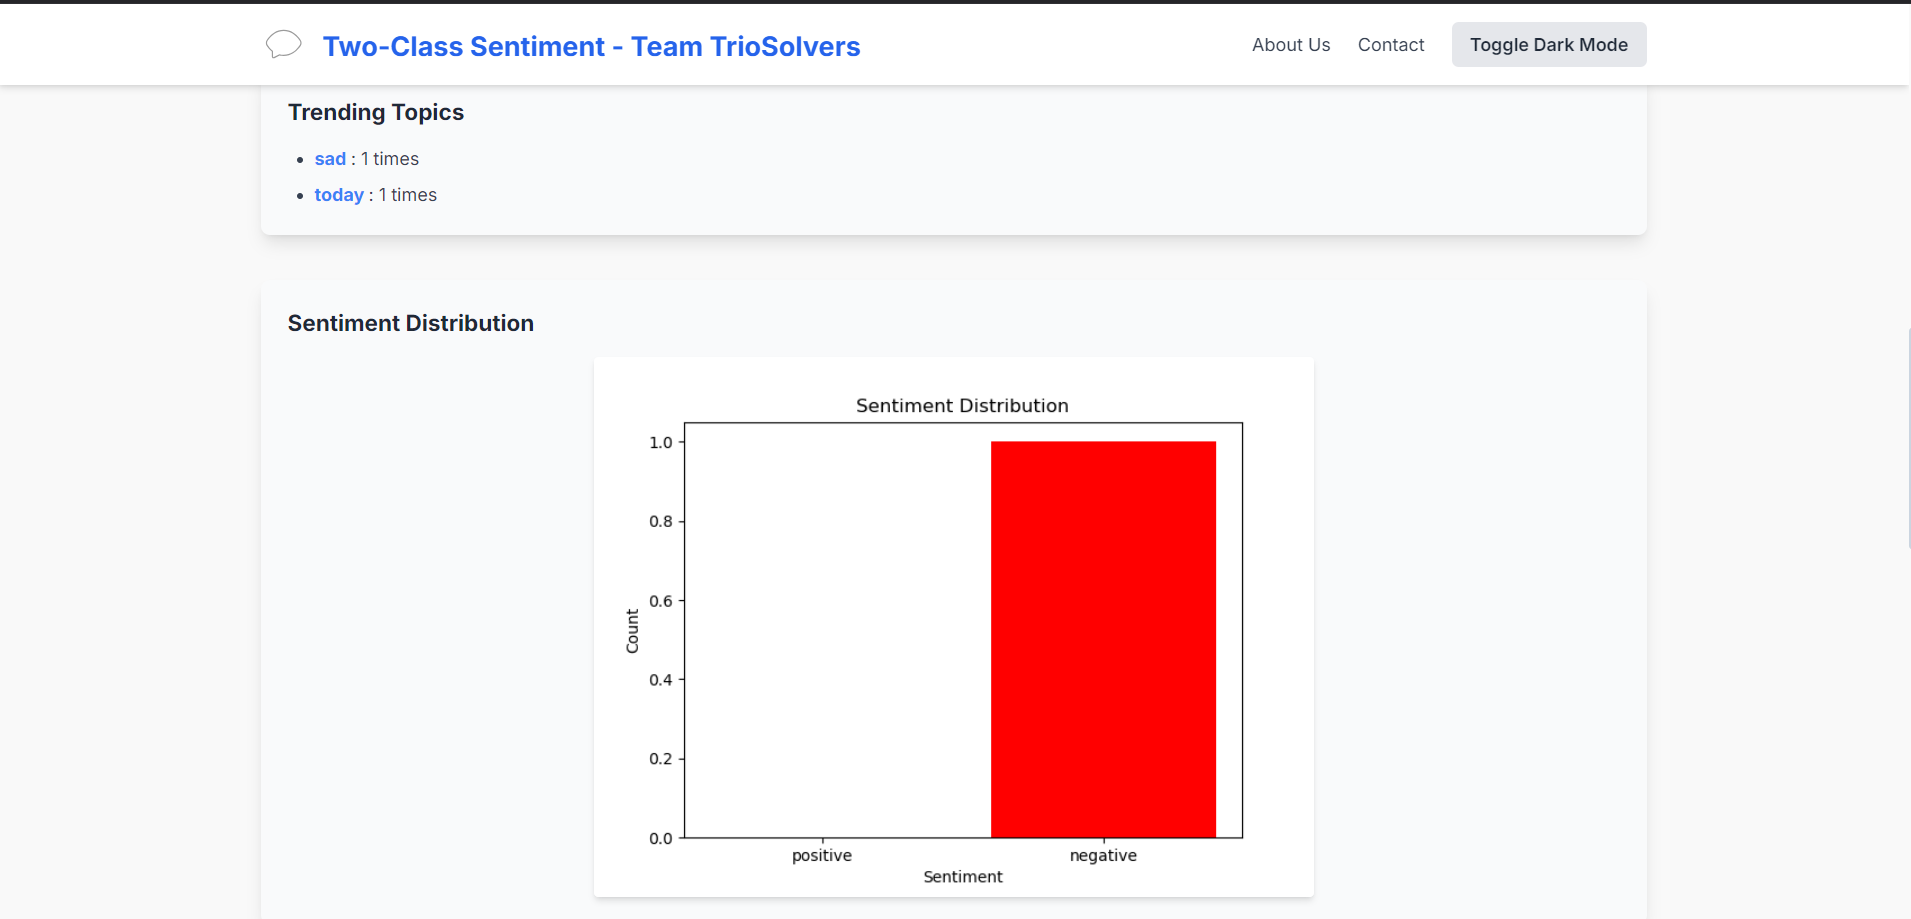 Two-Class Sentiment - Team TrioSolvers
About Us
Contact
Toggle Dark Mode
Trending Topics
sad : 1 times
today : 1 times
Sentiment Distribution
Sentiment Distribution
1.0
0.8
0.6
0.4
0.2
0.0
Count
positive
negative
Sentiment